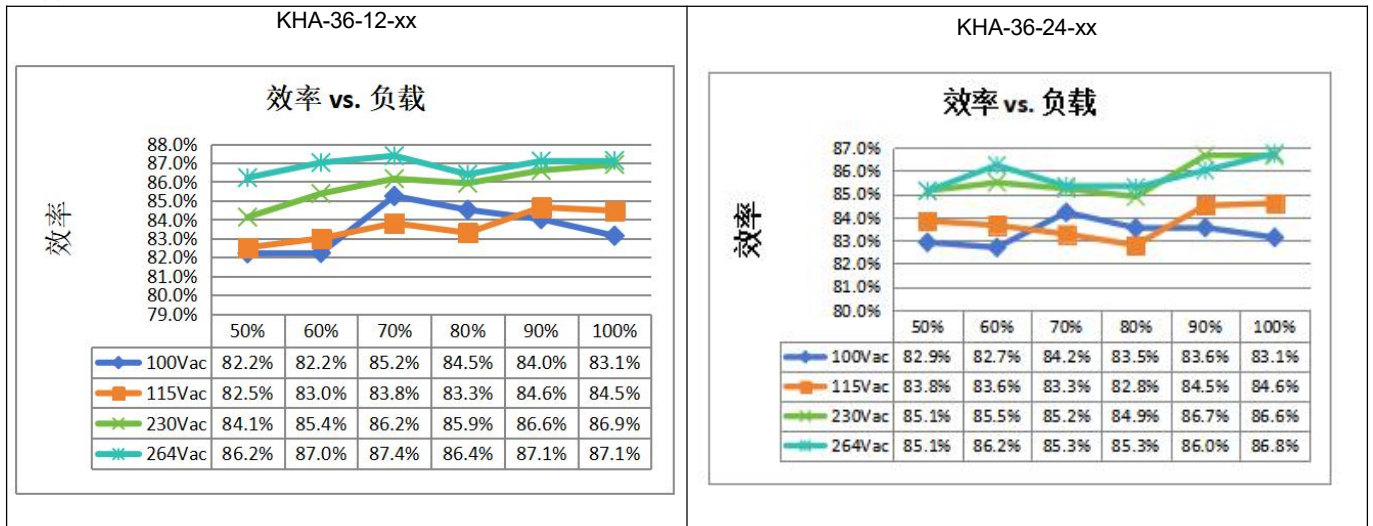 KHA-36-12-xx
效率 vs. 负载
效率
88.0%
87.0%
86.0%
85.0%
84.0%
83.0%
82.0%
81.0%
80.0%
79.0%
50% 60% 70% 80% 90% 100%
100Vac 82.2% 82.2% 85.2% 84.5% 84.0% 83.1%
115Vac 82.5% 83.0% 83.8% 83.3% 84.6% 84.5%
230Vac 84.1% 85.4% 86.2% 85.9% 86.6% 86.9%
264Vac 86.2% 87.0% 87.4% 86.4% 87.1% 87.1%
KHA-36-24-xx
效率 vs. 负载
效率
87.0%
86.0%
85.0%
84.0%
83.0%
82.0%
81.0%
80.0%
50% 60% 70% 80% 90% 100%
100Vac 82.9% 82.7% 84.2% 83.5% 83.6% 83.1%
115Vac 83.8% 83.6% 83.3% 82.8% 84.5% 84.6%
230Vac 85.1% 85.5% 85.2% 84.9% 86.7% 86.6%
264Vac 85.1% 86.2% 85.3% 85.3% 86.0% 86.8%